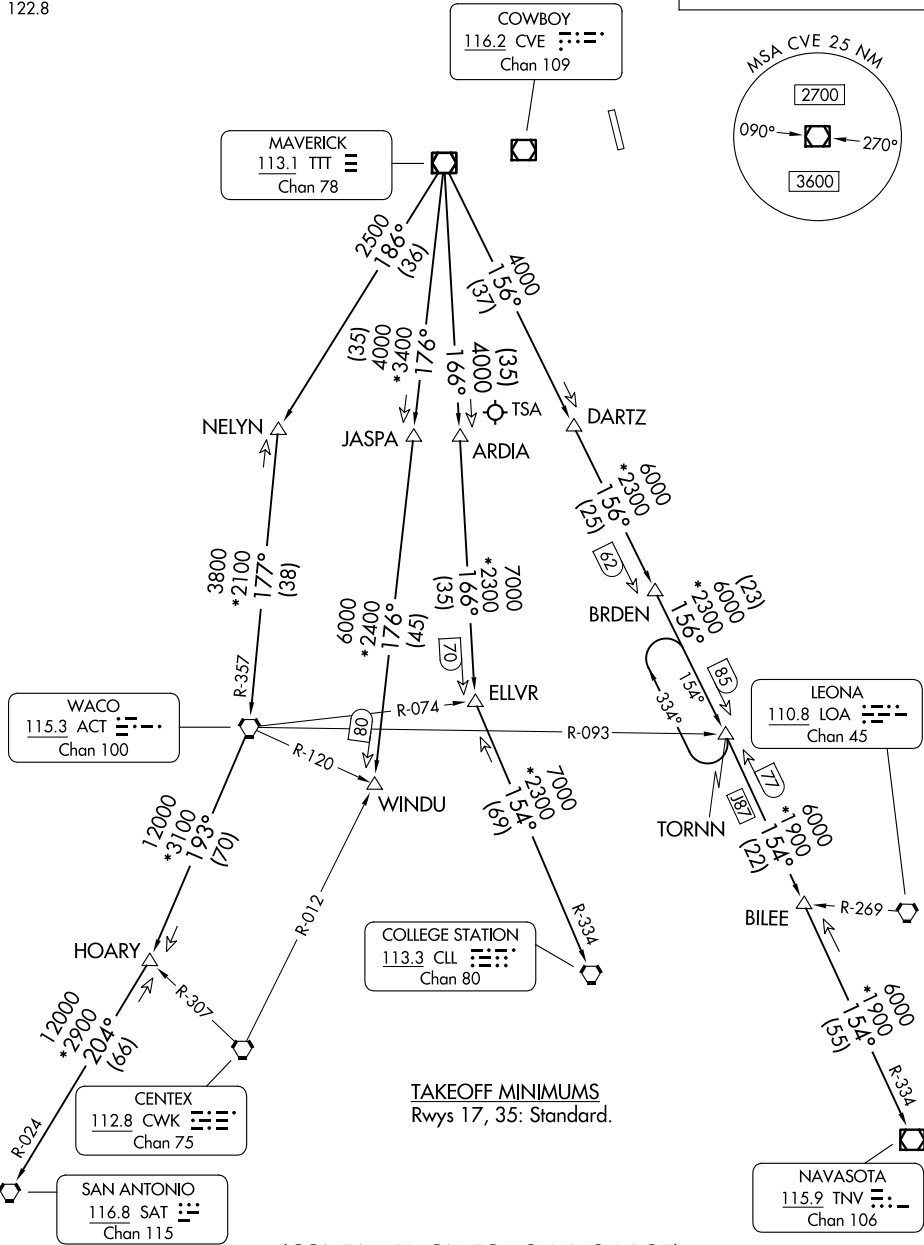 122.8
COWBOY
116.2 CVE
Chan 109
MSA CVE 25 NM
2700
090°
270°
3600
MAVERICK
113.1 TTT
Chan 78
2500
186°
(36)
(35)
4000
*3400
176°
(35)
4000
166°
4000
156°
(37)
TSA
NELYN
JASPA
ARDIA
DARTZ
3800
*2100
177°
(38)
6000
*2400
176°
(45)
7000
*2300
166°
(35)
6000
*2300
156°
(25)
62
BRDEN
(23)
6000
*2300
156°
R-357
70
ELLVR
154°
334°
85
WACO
115.3 ACT
Chan 100
R-074
80
R-093
R-120
WINDU
LEONA
110.8 LOA
Chan 45
TORNN
77
J87
12000
*3100
193°
(70)
7000
*2300
154°
(69)
6000
*1900
154°
(22)
R-012
BILEE
R-269
HOARY
R-307
COLLEGE STATION
113.3 CLL
Chan 80
R-334
12000
*2900
204°
(66)
6000
*1900
154°
(55)
R-334
CENTEX
112.8 CWK
Chan 75
TAKEOFF MINIMUMS
Rwys 17, 35: Standard.
R-024
SAN ANTONIO
116.8 SAT
Chan 115
NAVASOTA
115.9 TNV
Chan 106